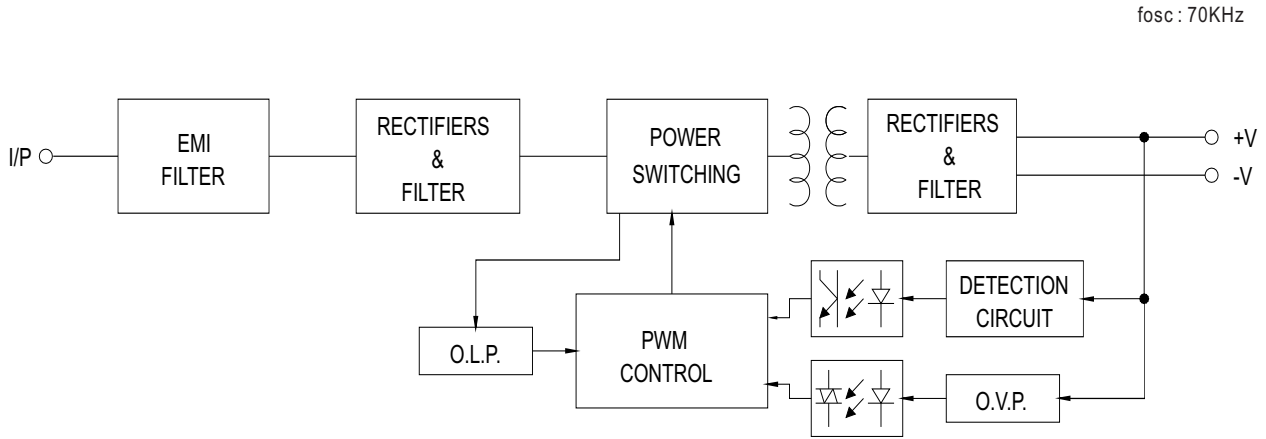 fosc : 70KHz
I/P
EMI
FILTER
RECTIFIERS
&
FILTER
POWER
SWITCHING
RECTIFIERS
&
FILTER
+V
-V
O.L.P.
PWM
CONTROL
DETECTION
CIRCUIT
O.V.P.